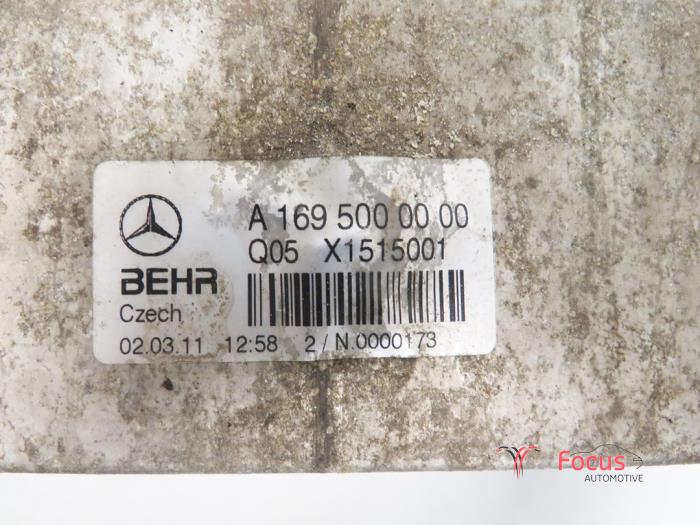 A 169 500 00 00
Q05 X1515001
BEHR
Czech
02.03.11 12:58 2 / N.0000173
Focus
AUTOMOTIVE